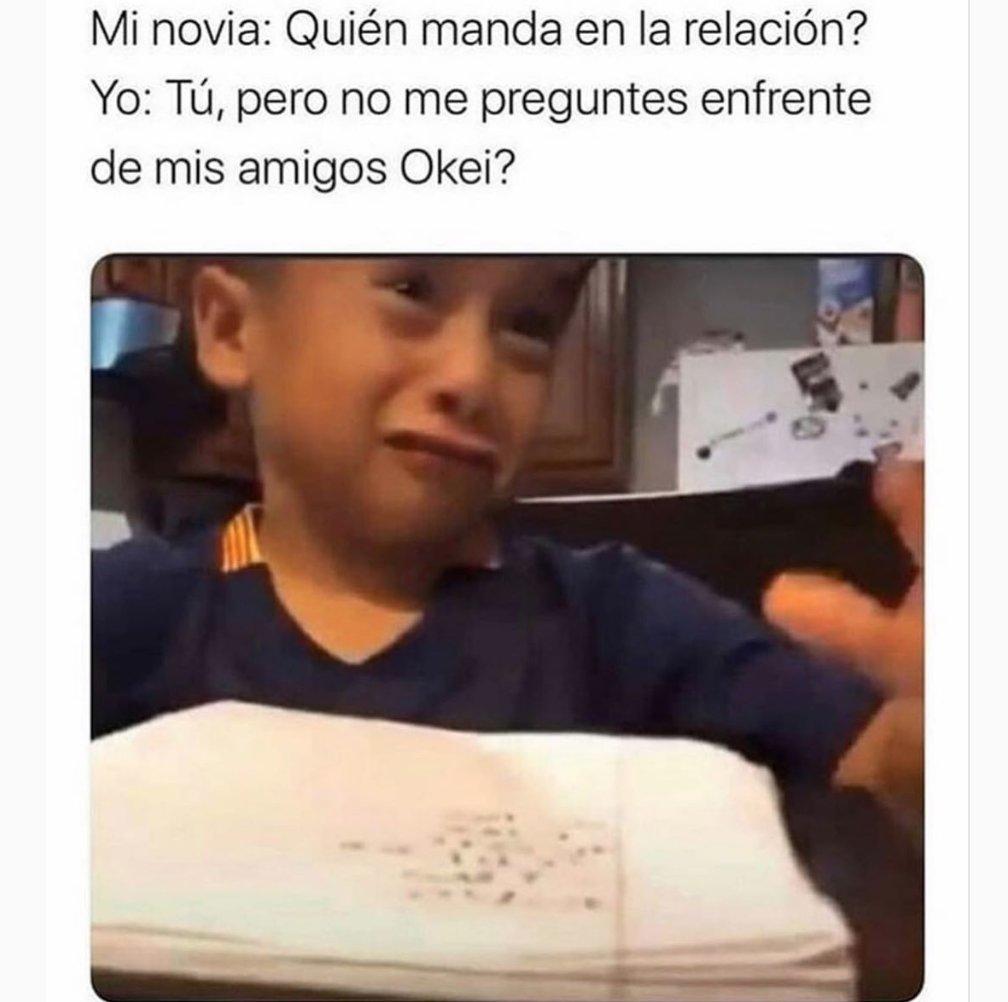 Mi novia: Quién manda en la relación?
Yo: Tú, pero no me preguntes enfrente
de mis amigos Okei?